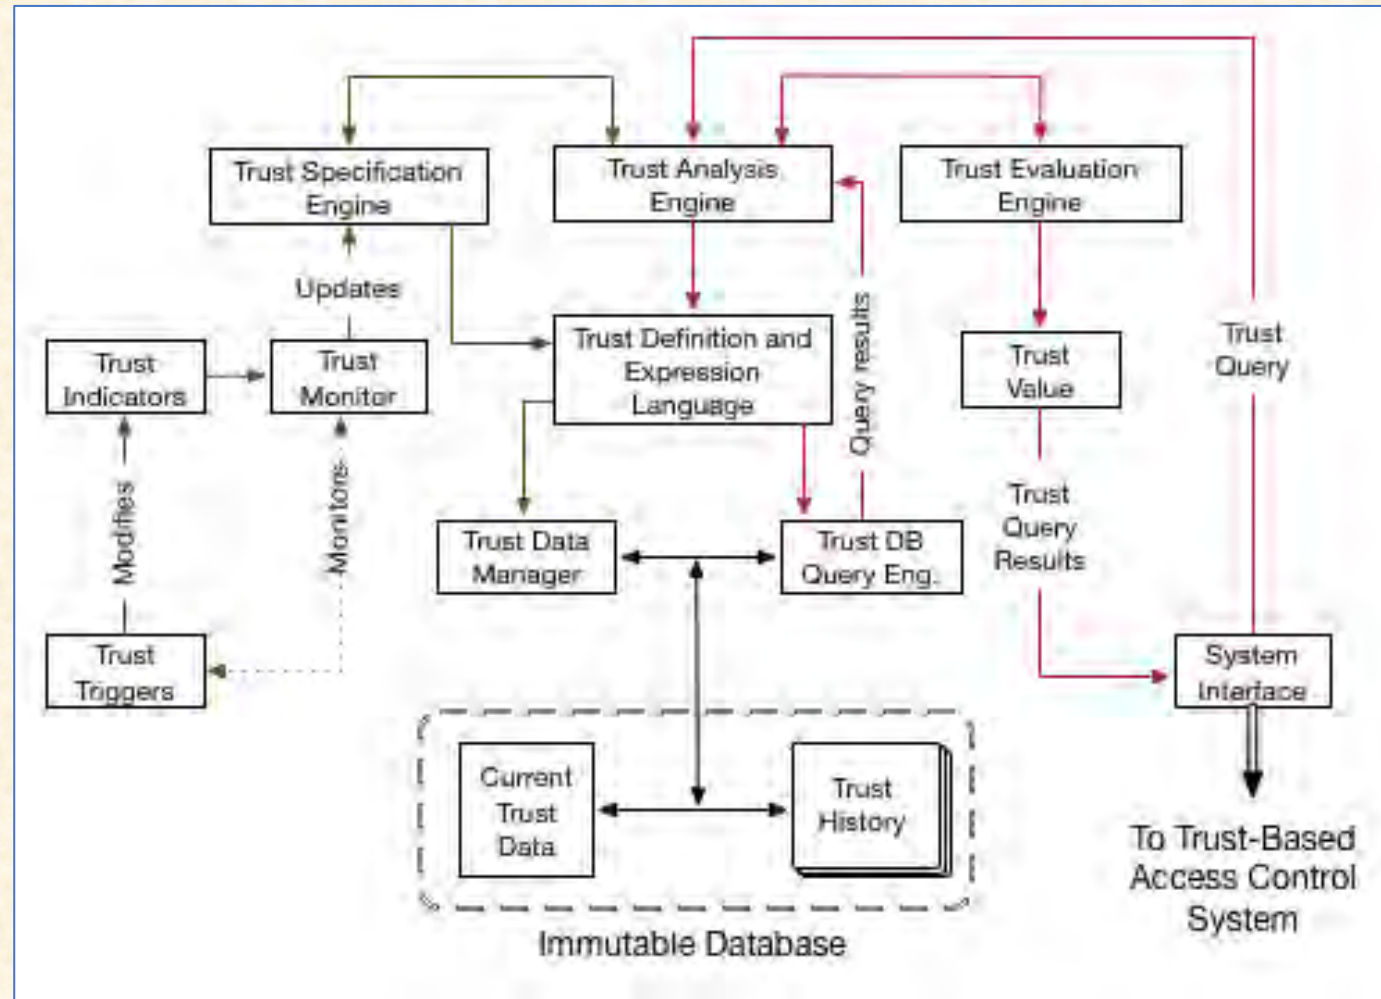 Trust Specification
Engine
Trust Analysis
Engine
Trust Evaluation
Engine
Updates
Trust
Indicators
Trust
Monitor
Trust Definition and
Expression
Language
Query results
Trust
Value
Trust
Query
Modifies
Monitors
Trust Data
Manager
Trust DB
Query Eng.
Trust
Query
Results
Trust
Triggers
System
Interface
Current
Trust
Data
Trust
History
To Trust-Based
Access Control
System
Immutable Database